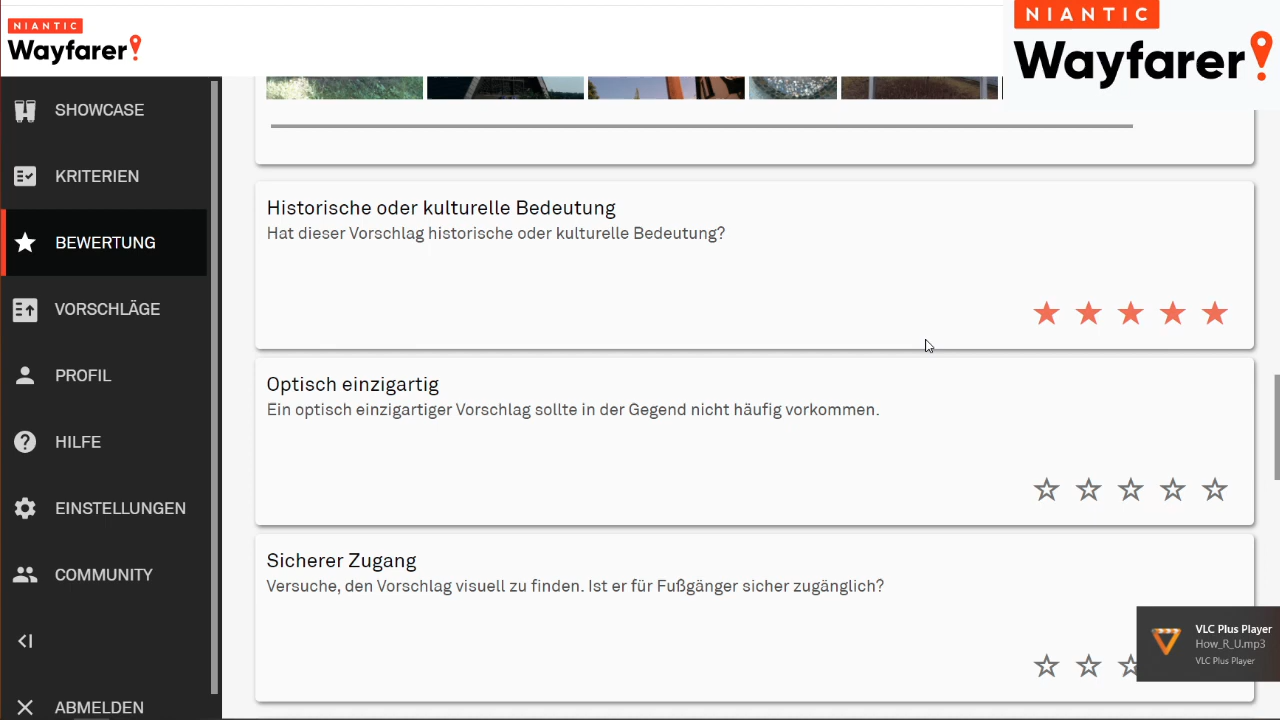 NIANTIC
Wayfarer
NIANTIC
Wayfarer
SHOWCASE
KRITERIEN
BEWERTUNG
VORSCHLÄGE
PROFIL
HILFE
EINSTELLUNGEN
COMMUNITY
ABMELDEN
Historische oder kulturelle Bedeutung
Hat dieser Vorschlag historische oder kulturelle Bedeutung?
Optisch einzigartig
Ein optisch einzigartiger Vorschlag sollte in der Gegend nicht häufig vorkommen.
Sicherer Zugang
Versuche, den Vorschlag visuell zu finden. Ist er für Fußgänger sicher zugänglich?
VLC Plus Player
How_R_U.mp3
VLC Plus Player